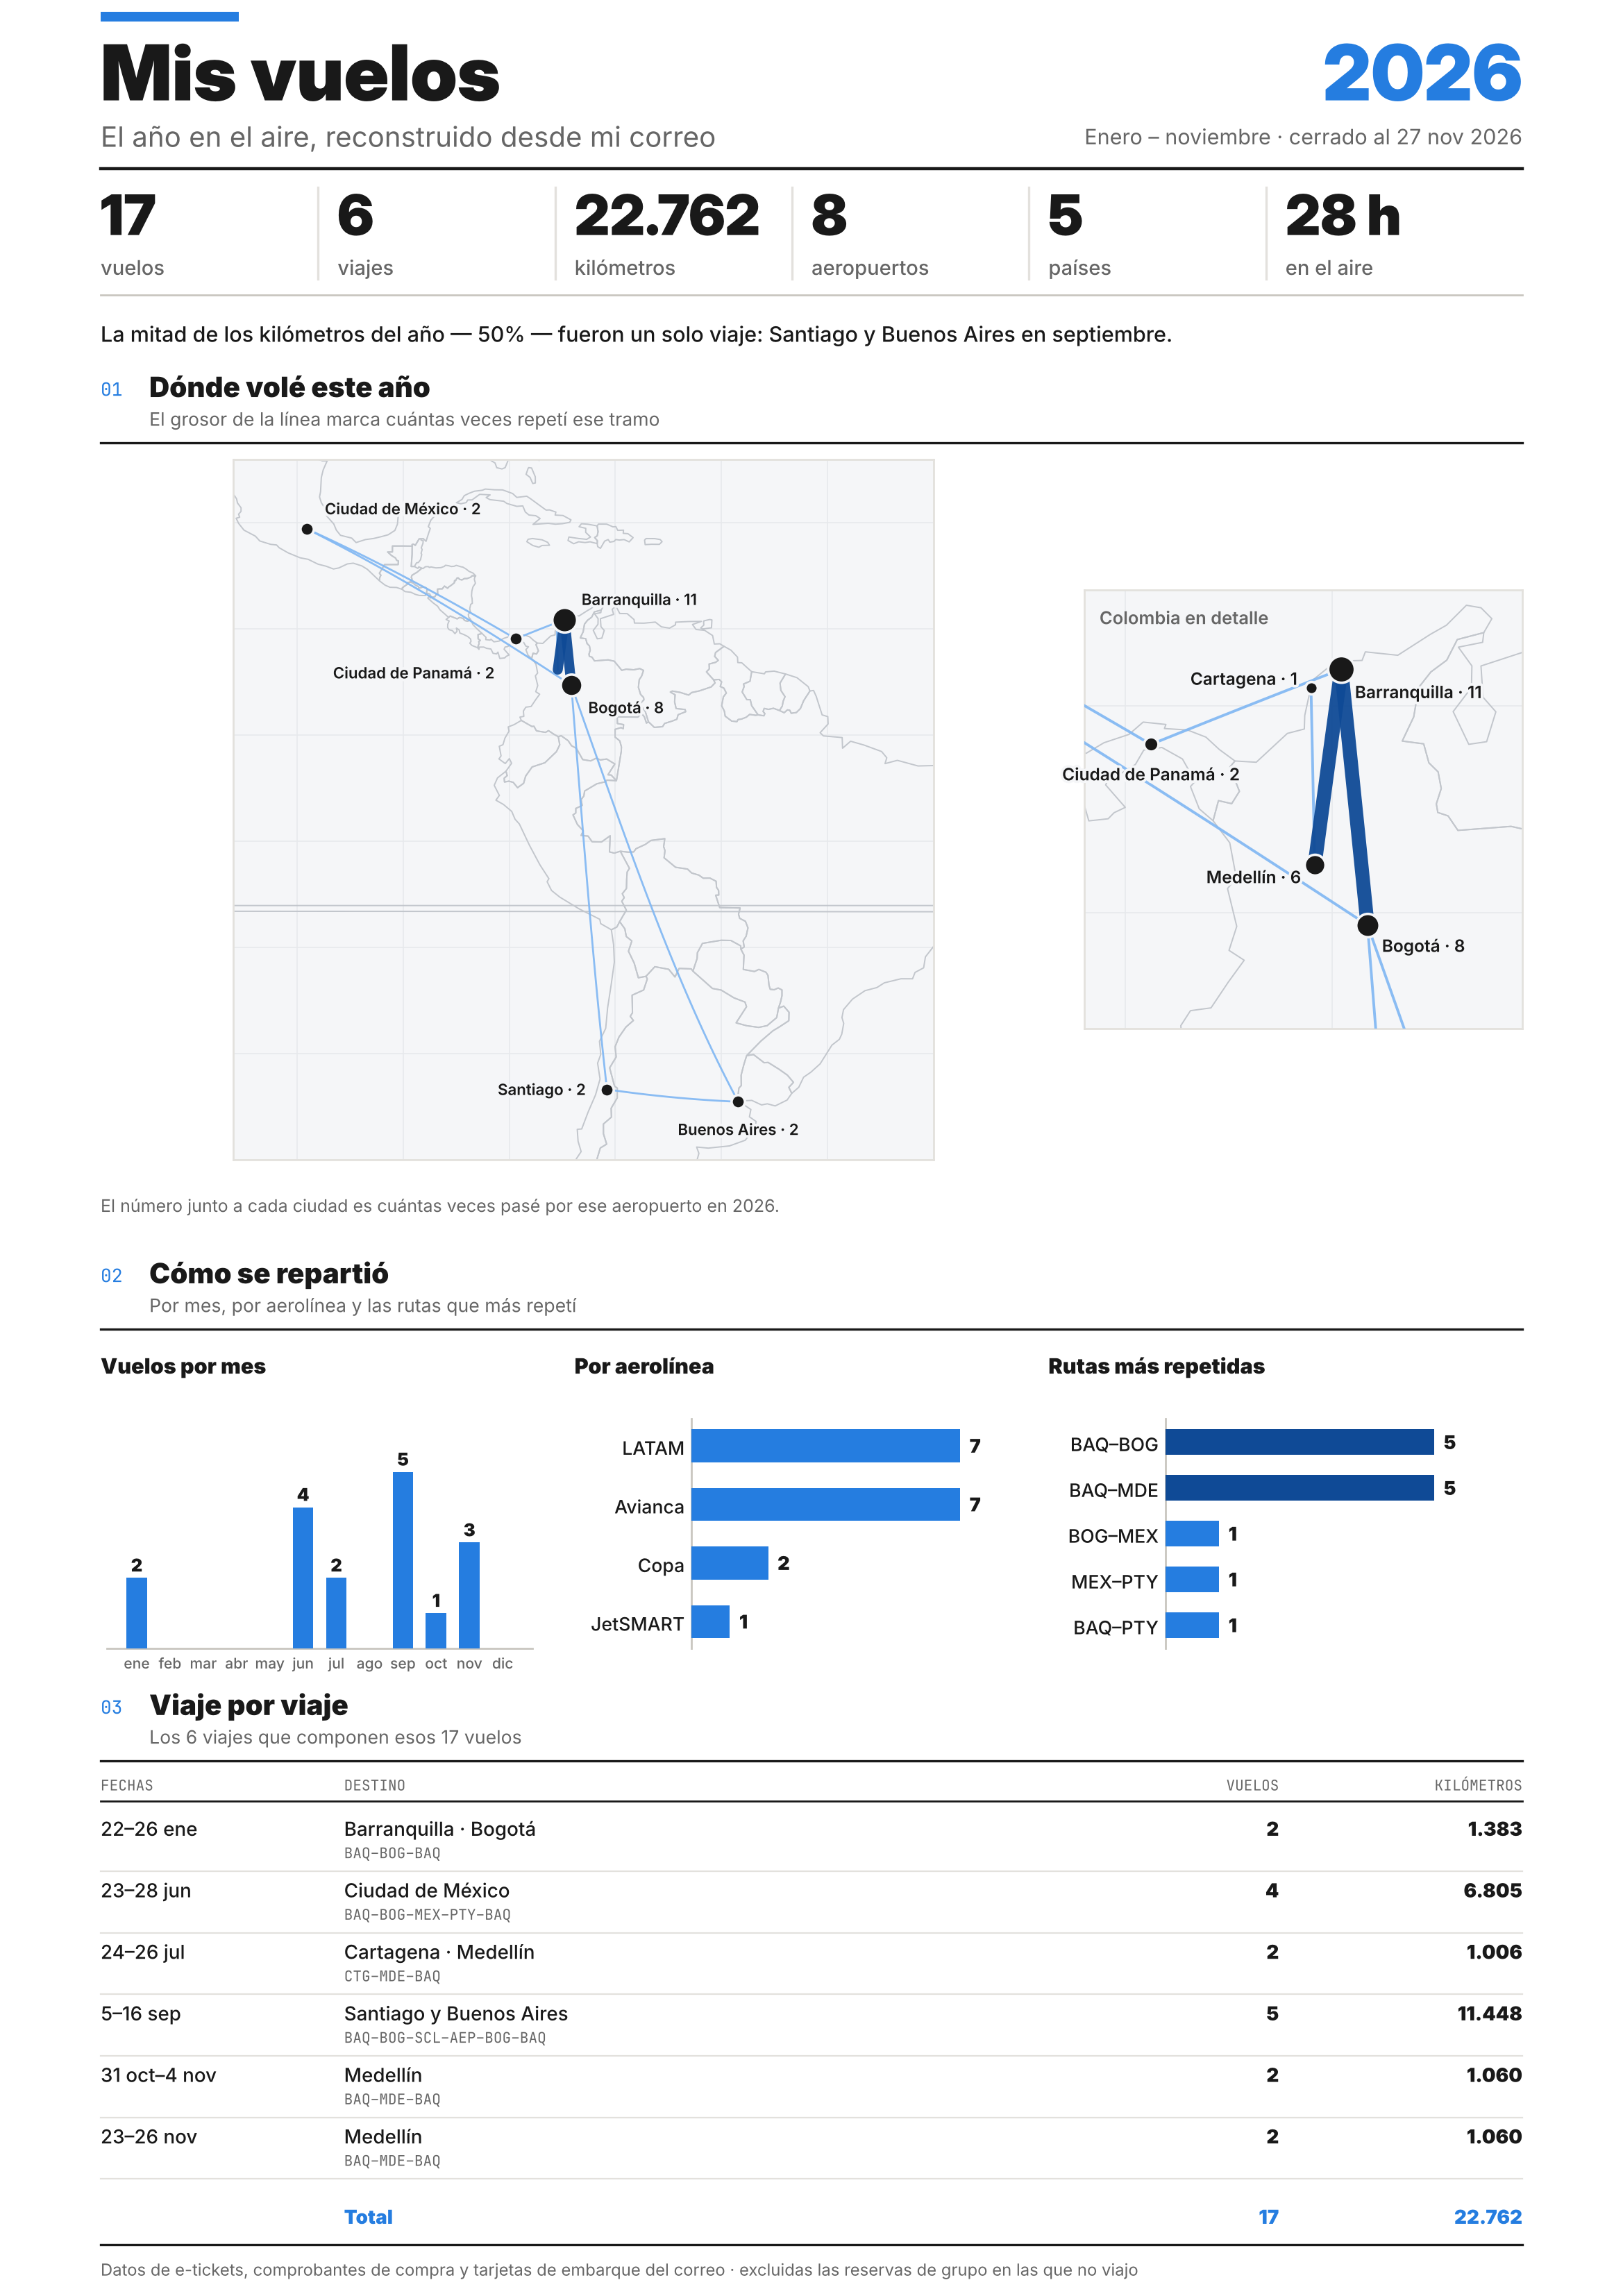 Mis vuelos
2026
El año en el aire, reconstruido desde mi correo
Enero – noviembre · cerrado al 27 nov 2026
17
vuelos
6
viajes
22.762
kilómetros
8
aeropuertos
5
países
28 h
en el aire
La mitad de los kilómetros del año — 50% — fueron un solo viaje: Santiago y Buenos Aires en septiembre.
01 Dónde volé este año
El grosor de la línea marca cuántas veces repetí ese tramo
Ciudad de México · 2
Barranquilla · 11
Ciudad de Panamá · 2
Bogotá · 8
Santiago · 2
Buenos Aires · 2
Colombia en detalle
Cartagena · 1
Barranquilla · 11
Ciudad de Panamá · 2
Medellín · 6
Bogotá · 8
El número junto a cada ciudad es cuántas veces pasé por ese aeropuerto en 2026.
02 Cómo se repartió
Por mes, por aerolínea y las rutas que más repetí
Vuelos por mes
2
4
2
5
1
3
ene feb mar abr may jun jul ago sep oct nov dic
Por aerolínea
LATAM 7
Avianca 7
Copa 2
JetSMART 1
Rutas más repetidas
BAQ–BOG 5
BAQ–MDE 5
BOG–MEX 1
MEX–PTY 1
BAQ–PTY 1
03 Viaje por viaje
Los 6 viajes que componen esos 17 vuelos
FECHAS DESTINO VUELOS KILÓMETROS
22–26 ene Barranquilla · Bogotá 2 1.383
BAQ–BOG–BAQ
23–28 jun Ciudad de México 4 6.805
BAQ–BOG–MEX–PTY–BAQ
24–26 jul Cartagena · Medellín 2 1.006
CTG–MDE–BAQ
5–16 sep Santiago y Buenos Aires 5 11.448
BAQ–BOG–SCL–AEP–BOG–BAQ
31 oct–4 nov Medellín 2 1.060
BAQ–MDE–BAQ
23–26 nov Medellín 2 1.060
BAQ–MDE–BAQ
Total 17 22.762
Datos de e-tickets, comprobantes de compra y tarjetas de embarque del correo · excluidas las reservas de grupo en las que no viajo